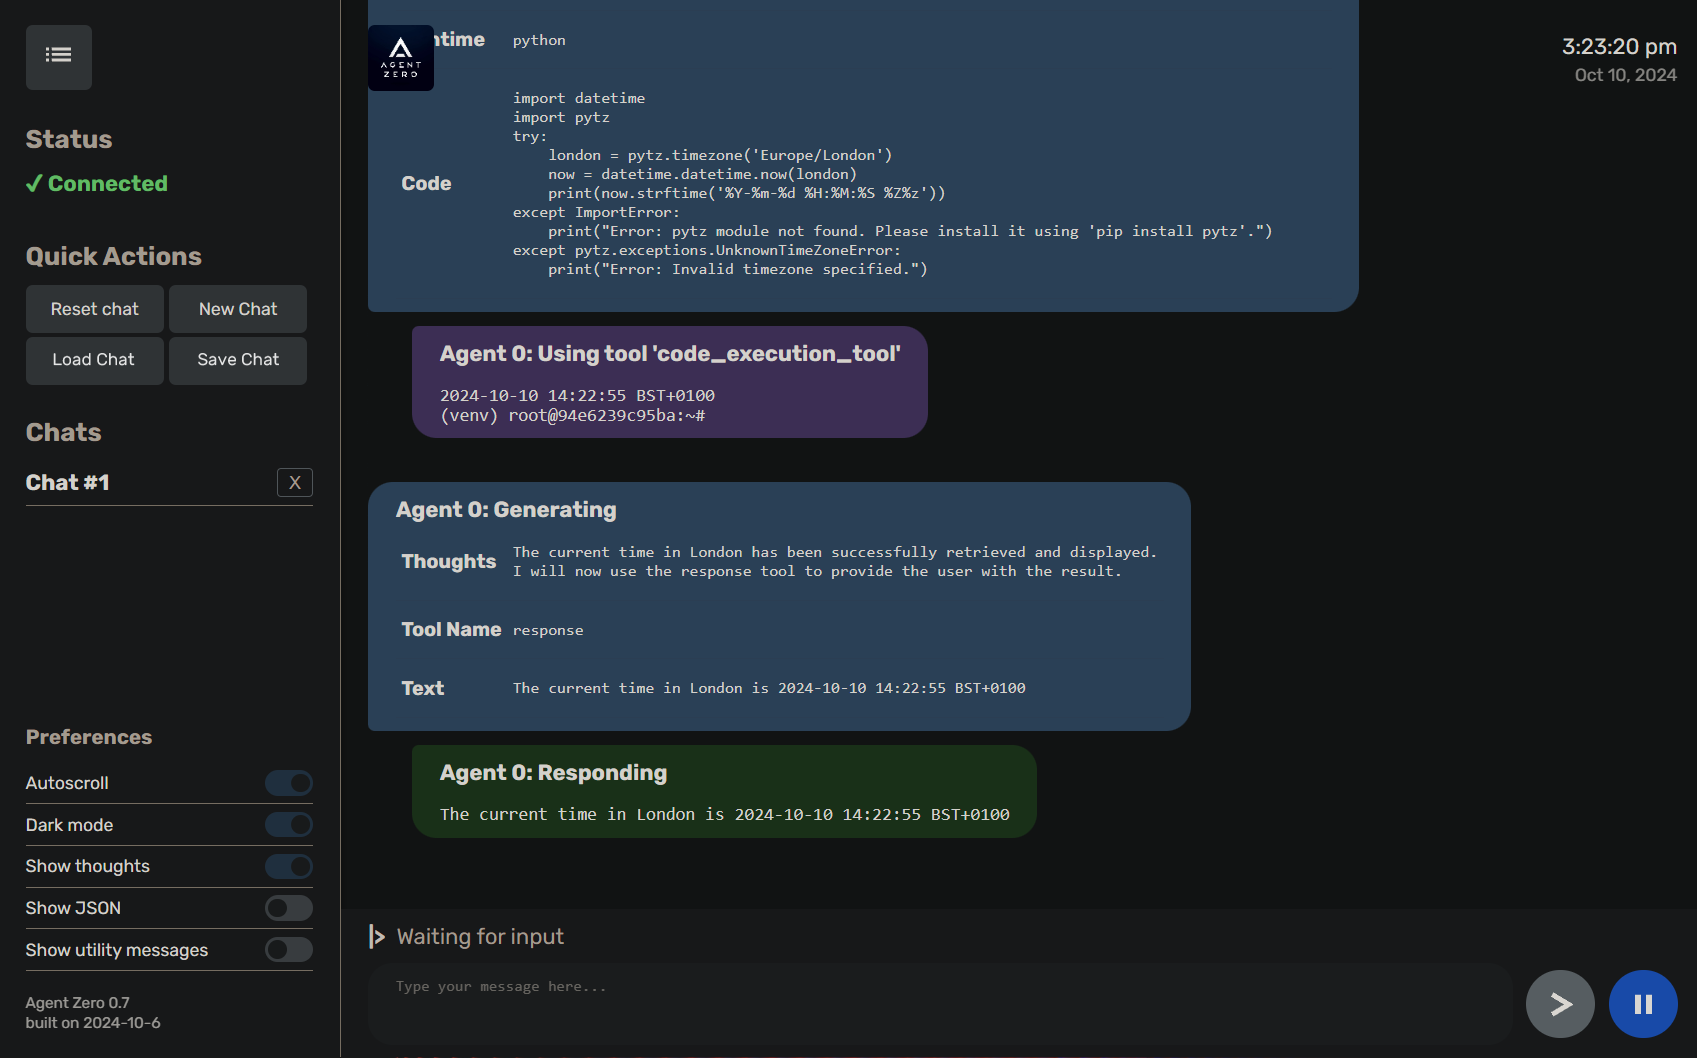 Status
✓ Connected
Quick Actions
Reset chat
New Chat
Load Chat
Save Chat
Chats
Chat #1
X
Preferences
Autoscroll
Dark mode
Show thoughts
Show JSON
Show utility messages
Agent Zero 0.7
built on 2024-10-6
AGENT
ZERO
ntime python
Code
import datetime
import pytz
try:
    london = pytz.timezone('Europe/London')
    now = datetime.datetime.now(london)
    print(now.strftime('%Y-%m-%d %H:%M:%S %Z%z'))
except ImportError:
    print("Error: pytz module not found. Please install it using 'pip install pytz'.")
except pytz.exceptions.UnknownTimeZoneError:
    print("Error: Invalid timezone specified.")
Agent 0: Using tool 'code_execution_tool'
2024-10-10 14:22:55 BST+0100
(venv) root@94e6239c95ba:~#
Agent 0: Generating
Thoughts
The current time in London has been successfully retrieved and displayed.
I will now use the response tool to provide the user with the result.
Tool Name response
Text The current time in London is 2024-10-10 14:22:55 BST+0100
Agent 0: Responding
The current time in London is 2024-10-10 14:22:55 BST+0100
3:23:20 pm
Oct 10, 2024
|> Waiting for input
Type your message here...